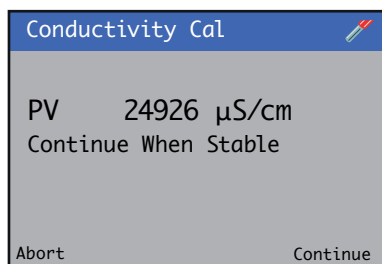 Conductivity Cal
PV 24926 µS/cm
Continue When Stable
Abort Continue